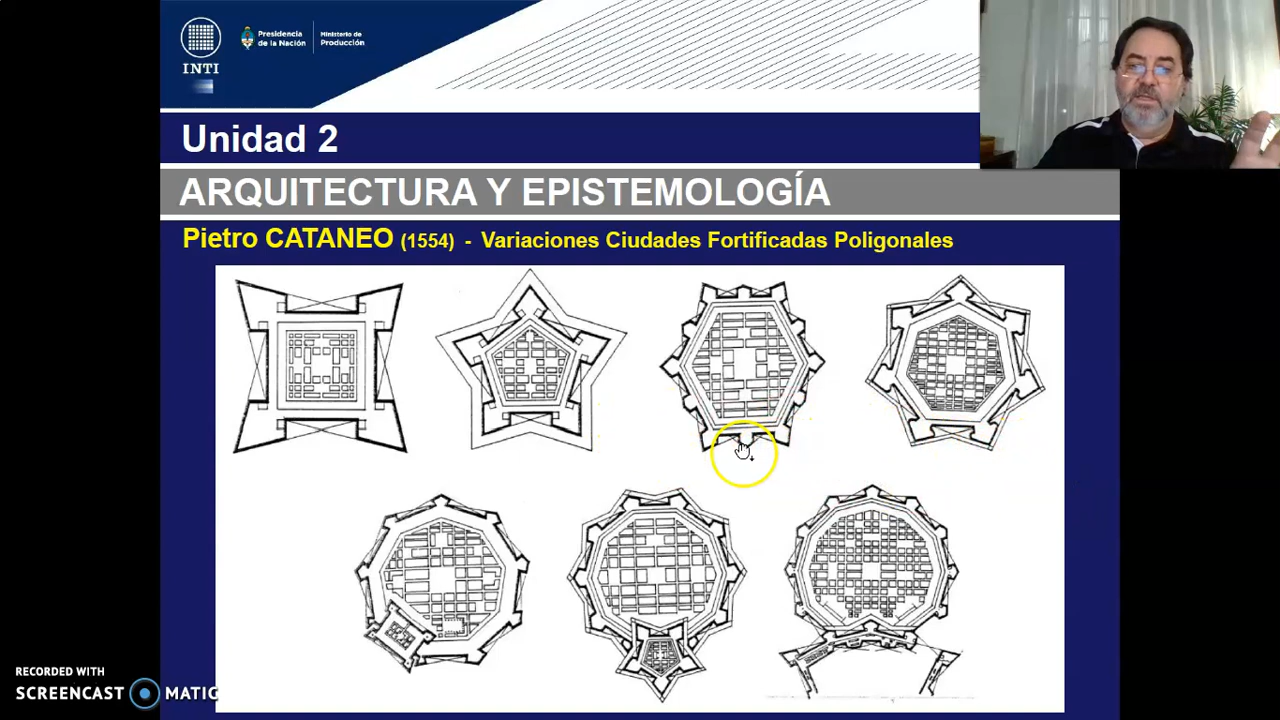 INTI
Presidencia
de la Nación
Ministerio de
Producción
Unidad 2
ARQUITECTURA Y EPISTEMOLOGÍA
Pietro CATANEO (1554) - Variaciones Ciudades Fortificadas Poligonales
RECORDED WITH
SCREENCAST MATIC